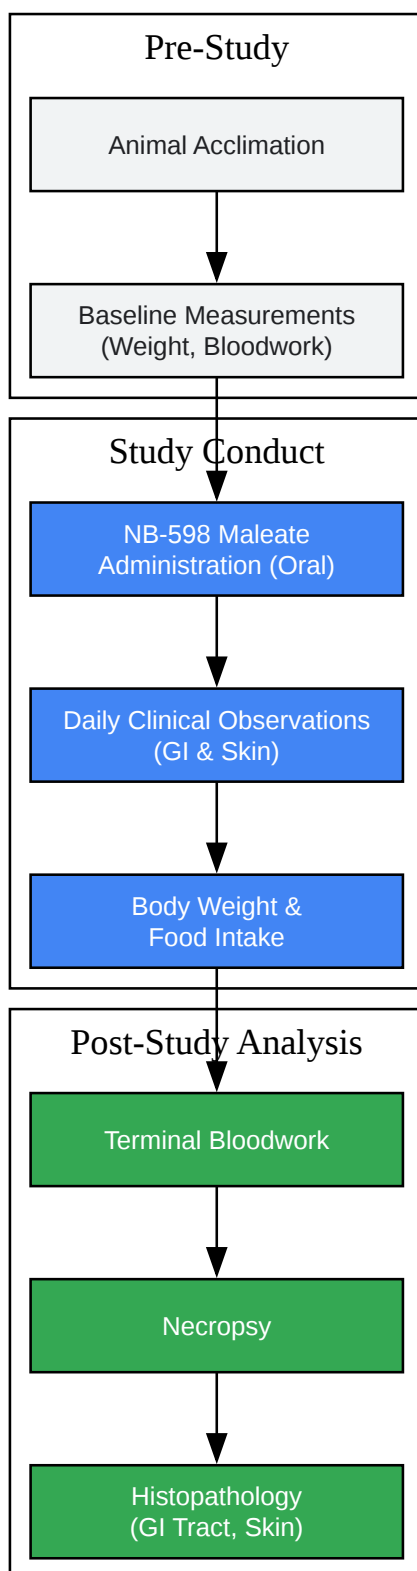 Pre-Study
Animal Acclimation
Baseline Measurements
(Weight, Bloodwork)
Study Conduct
NB-598 Maleate
Administration (Oral)
Daily Clinical Observations
(GI & Skin)
Body Weight &
Food Intake
Post-Study Analysis
Terminal Bloodwork
Necropsy
Histopathology
(GI Tract, Skin)